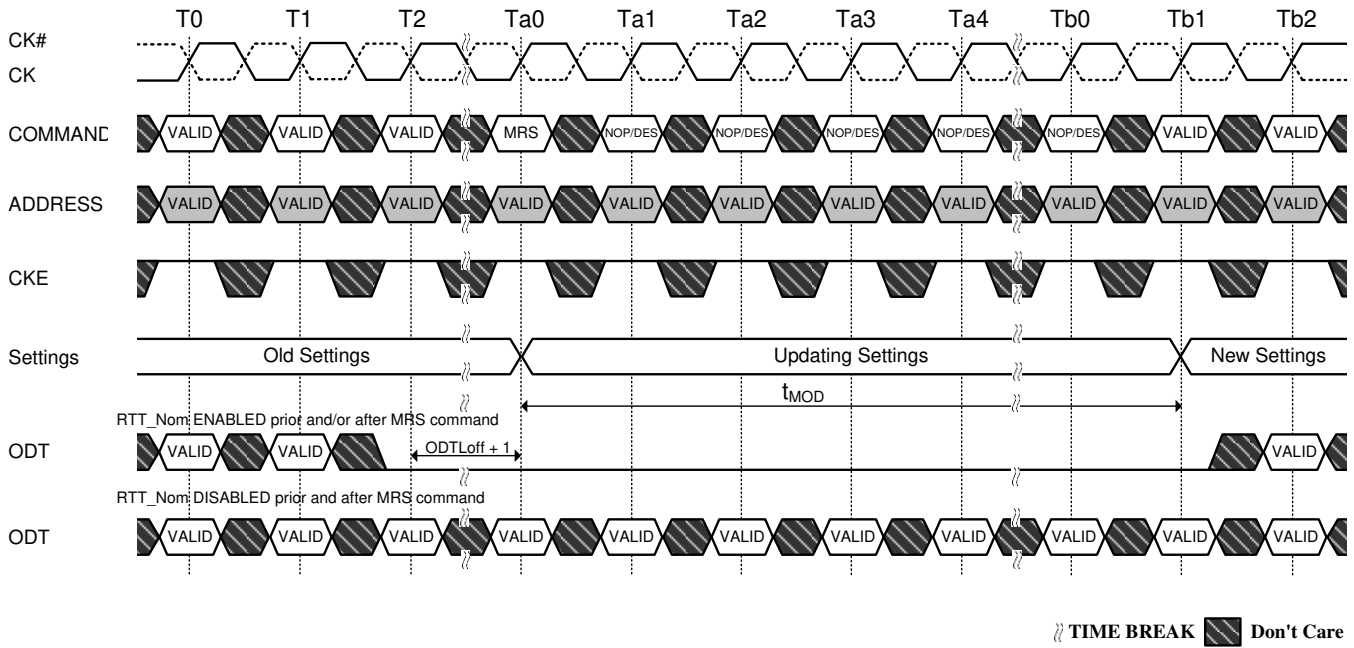 T0 T1 T2 Ta0 Ta1 Ta2 Ta3 Ta4 Tb0 Tb1 Tb2
CK#
CK
COMMAND VALID VALID VALID MRS NOP/DES NOP/DES NOP/DES NOP/DES NOP/DES VALID VALID
ADDRESS VALID VALID VALID VALID VALID VALID VALID VALID VALID VALID VALID
CKE
Settings Old Settings Updating Settings New Settings
tMOD
RTT_Nom ENABLED prior and/or after MRS command
ODT VALID VALID ODTLoff + 1 VALID
RTT_Nom DISABLED prior and after MRS command
ODT VALID VALID VALID VALID VALID VALID VALID VALID VALID VALID VALID
TIME BREAK Don't Care